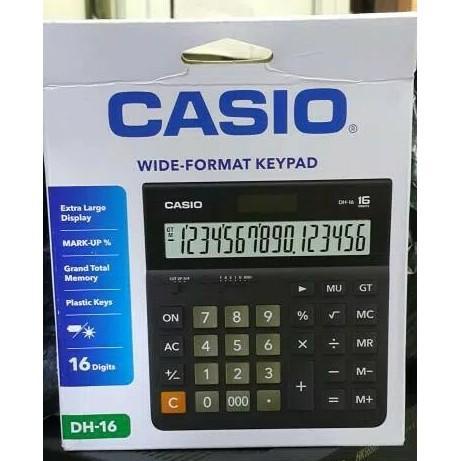 CASIO®
WIDE-FORMAT KEYPAD
Extra Large
Display
MARK-UP %
Grand Total
Memory
Plastic Keys
16 Digits
DH-16
CASIO
DH-16 16
GT
M
-1234567890.123456
MU GT
ON 7 8 9 % √ MC
AC 4 5 6 × ÷ MR
+/− 1 2 3 − M−
C 0 000 · + = M+